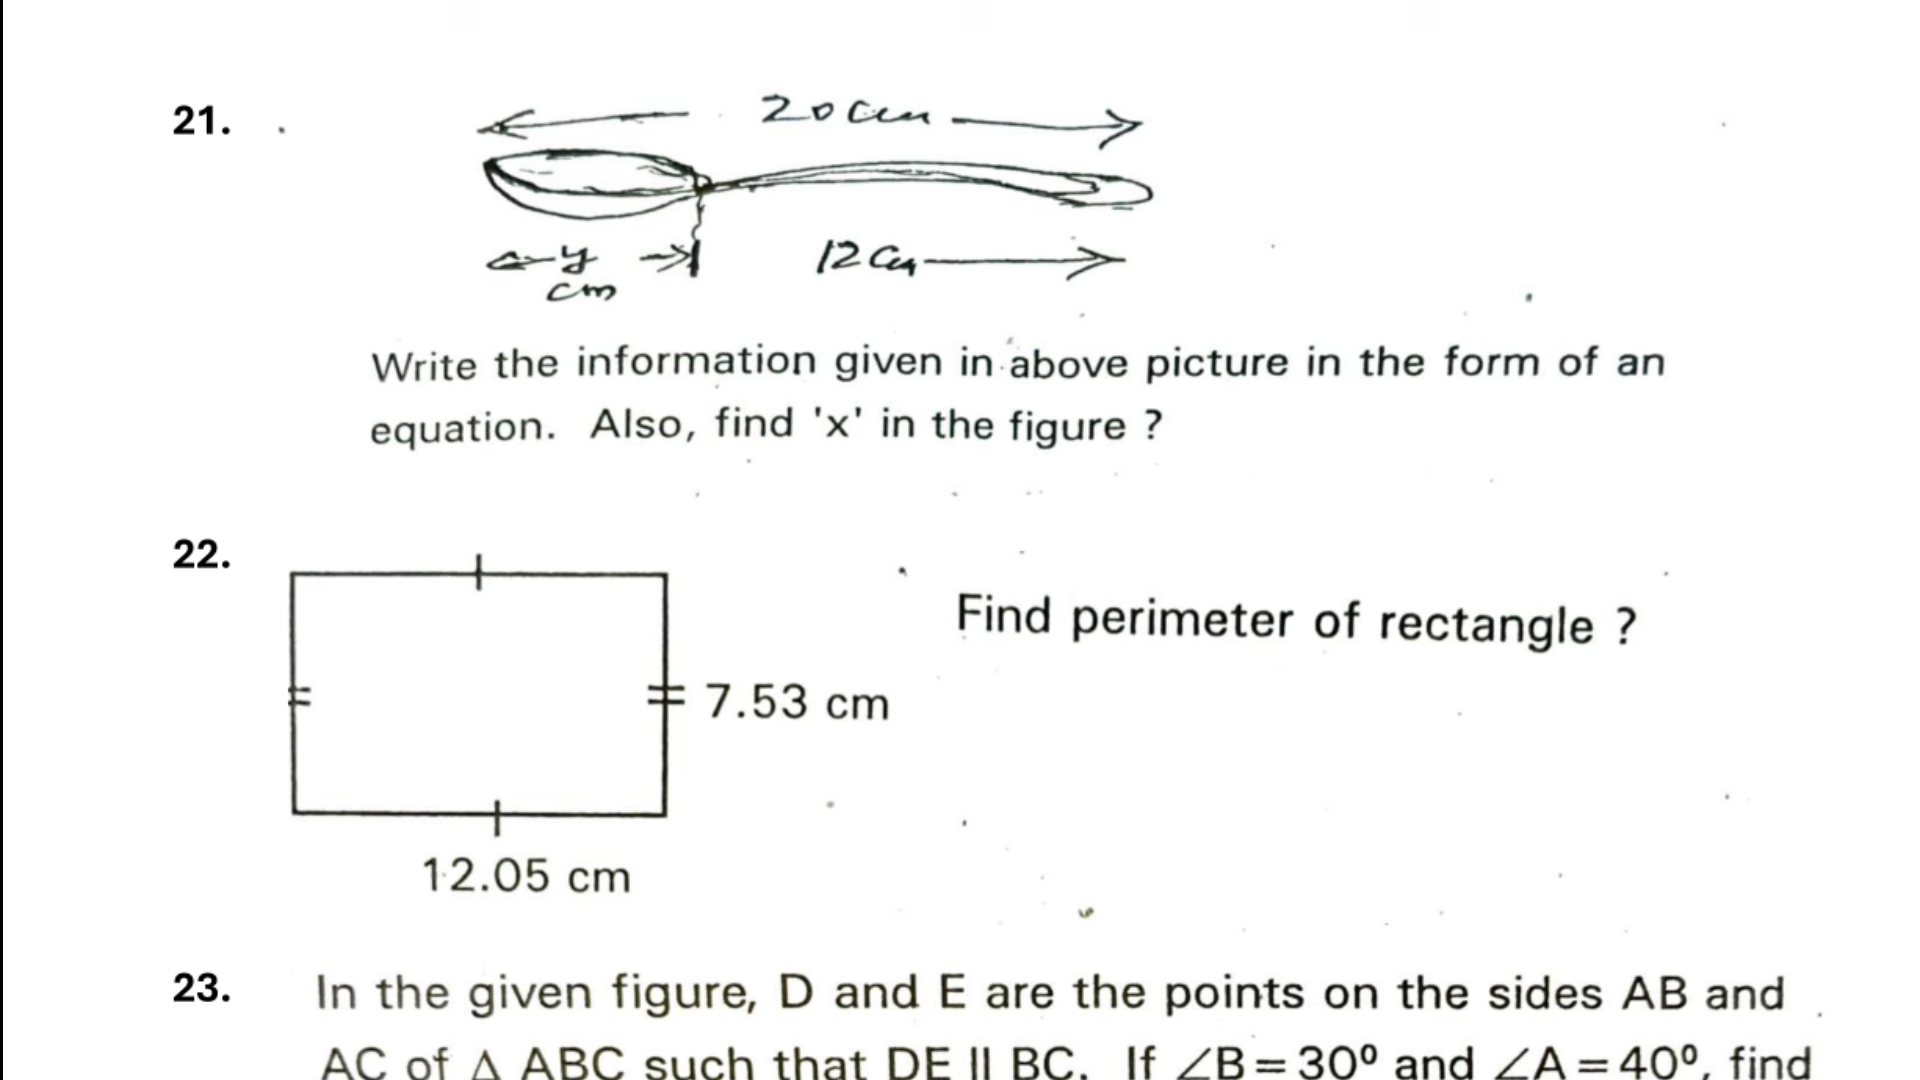 21.
20 cm
y
cm
12 cm
Write the information given in above picture in the form of an
equation. Also, find 'x' in the figure ?
22.
Find perimeter of rectangle ?
7.53 cm
12.05 cm
23. In the given figure, D and E are the points on the sides AB and
AC of Δ ABC such that DE || BC. If ∠B = 30⁰ and ∠A = 40⁰, find